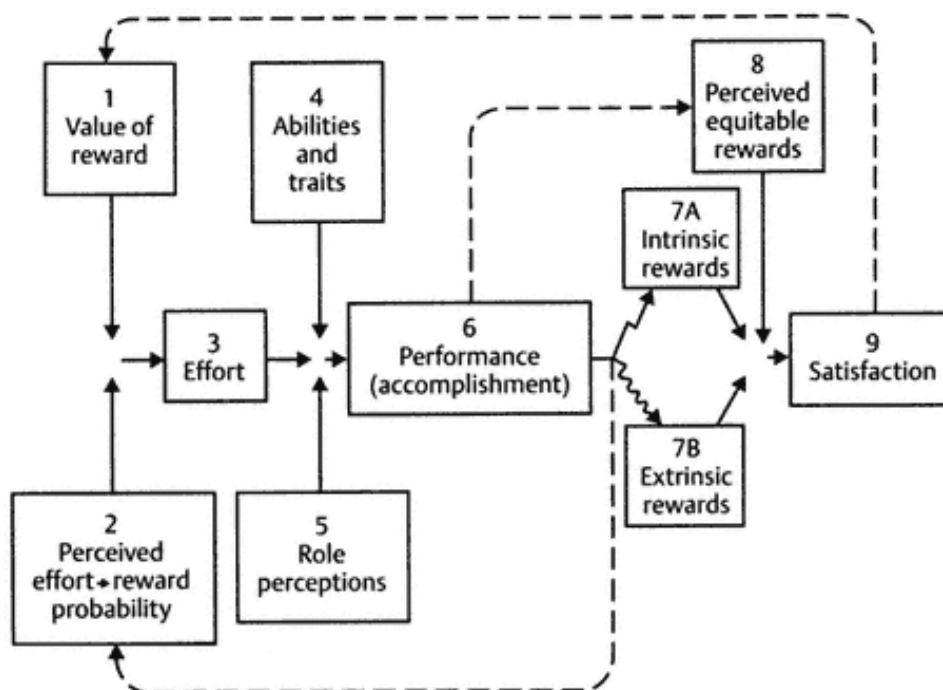 1
Value of
reward
4
Abilities
and
traits
8
Perceived
equitable
rewards
7A
Intrinsic
rewards
3
Effort
6
Performance
(accomplishment)
9
Satisfaction
7B
Extrinsic
rewards
2
Perceived
effort→reward
probability
5
Role
perceptions